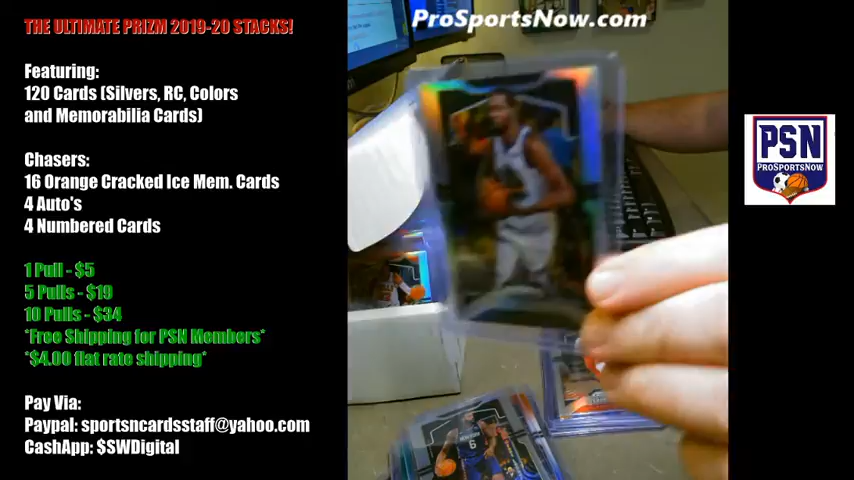 THE ULTIMATE PRIZM 2019-20 STACKS!
Featuring:
120 Cards (Silvers, RC, Colors
and Memorabilia Cards)
Chasers:
16 Orange Cracked Ice Mem. Cards
4 Auto's
4 Numbered Cards
1 Pull - $5
5 Pulls - $19
10 Pulls - $34
*Free Shipping for PSN Members*
*$4.00 flat rate shipping*
Pay Via:
Paypal: sportsncardsstaff@yahoo.com
CashApp: $SWDigital
ProSportsNow.com
6
PSN
PROSPORTSNOW